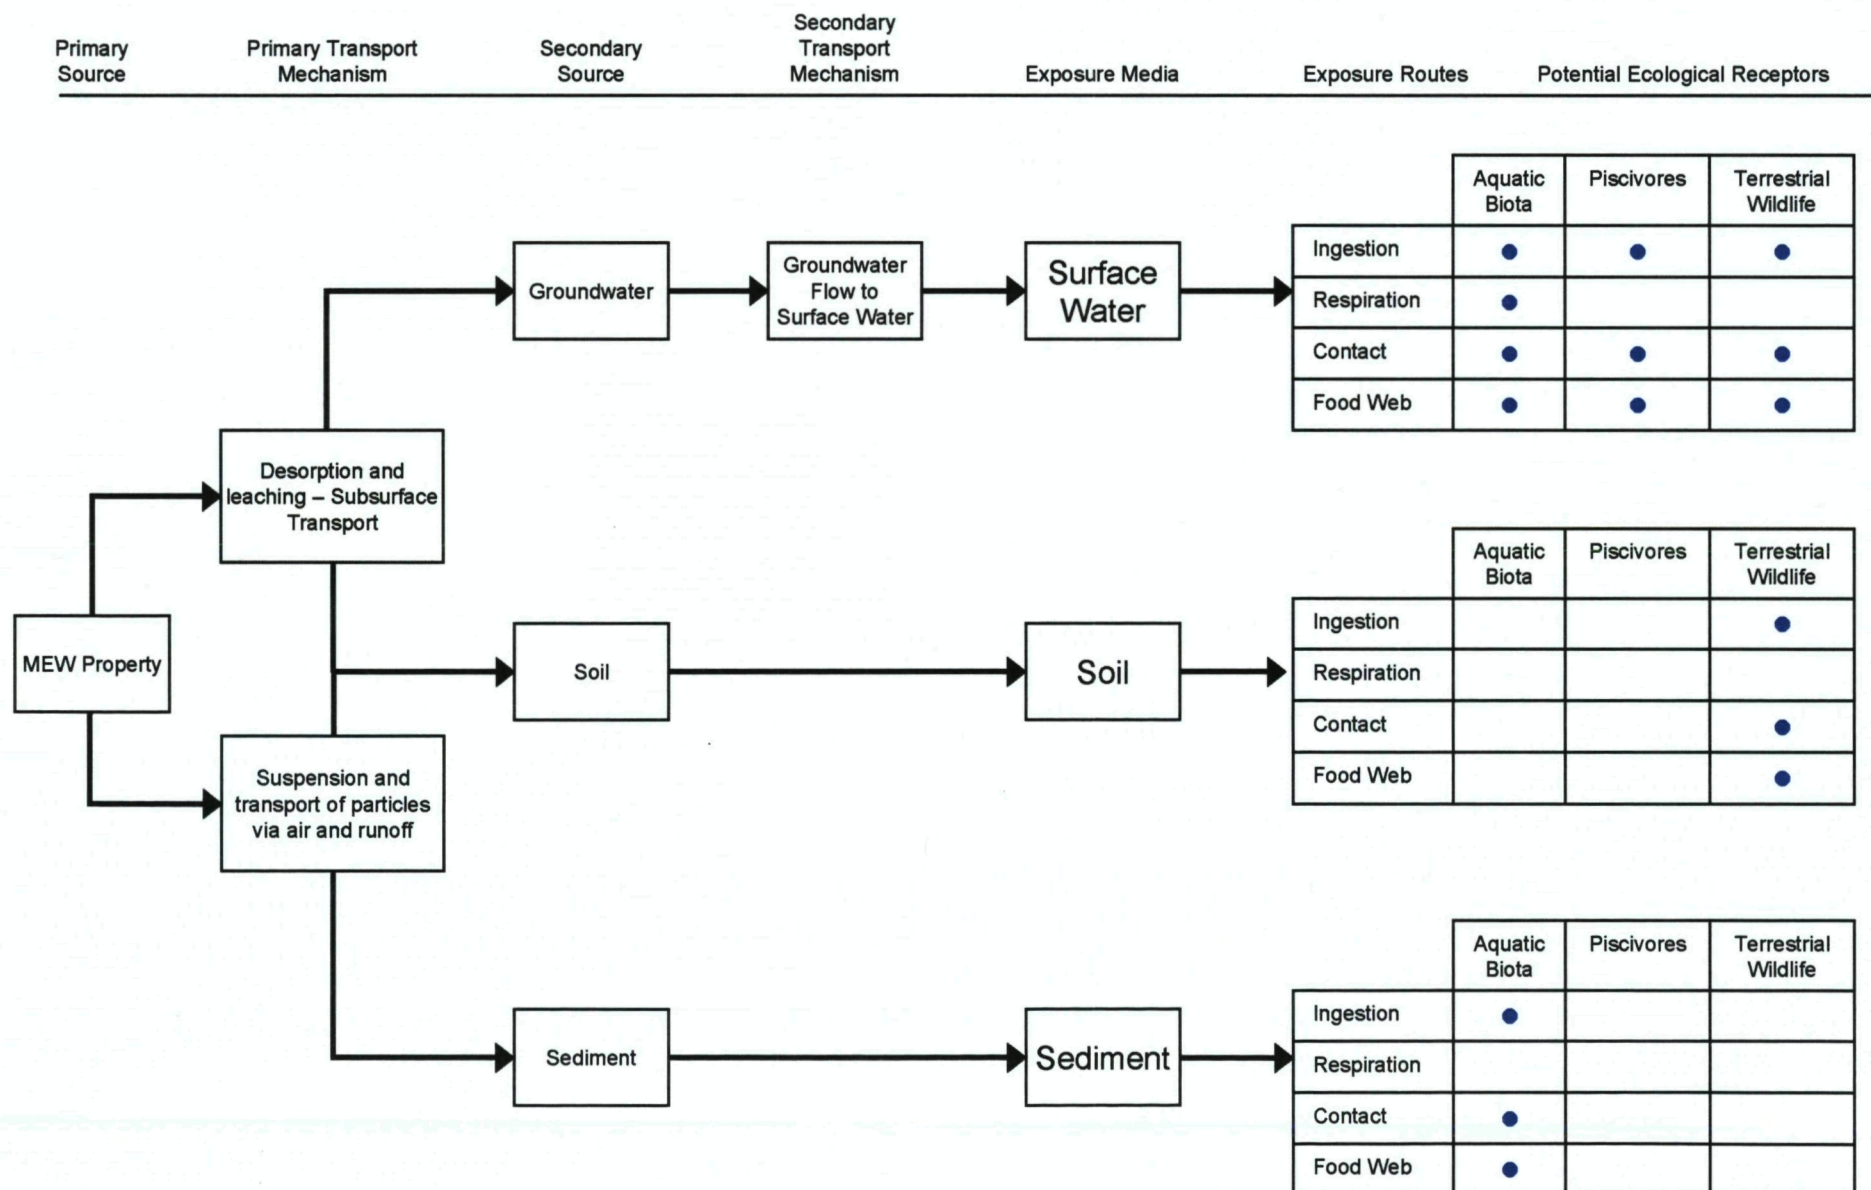 Primary
Source
Primary Transport
Mechanism
Secondary
Source
Secondary
Transport
Mechanism
Exposure Media
Exposure Routes
Potential Ecological Receptors
Aquatic
Biota
Piscivores
Terrestrial
Wildlife
Ingestion
Respiration
Contact
Food Web
Groundwater
Groundwater
Flow to
Surface Water
Surface
Water
Desorption and
leaching – Subsurface
Transport
MEW Property
Soil
Soil
Aquatic
Biota
Piscivores
Terrestrial
Wildlife
Ingestion
Respiration
Contact
Food Web
Suspension and
transport of particles
via air and runoff
Sediment
Sediment
Aquatic
Biota
Piscivores
Terrestrial
Wildlife
Ingestion
Respiration
Contact
Food Web